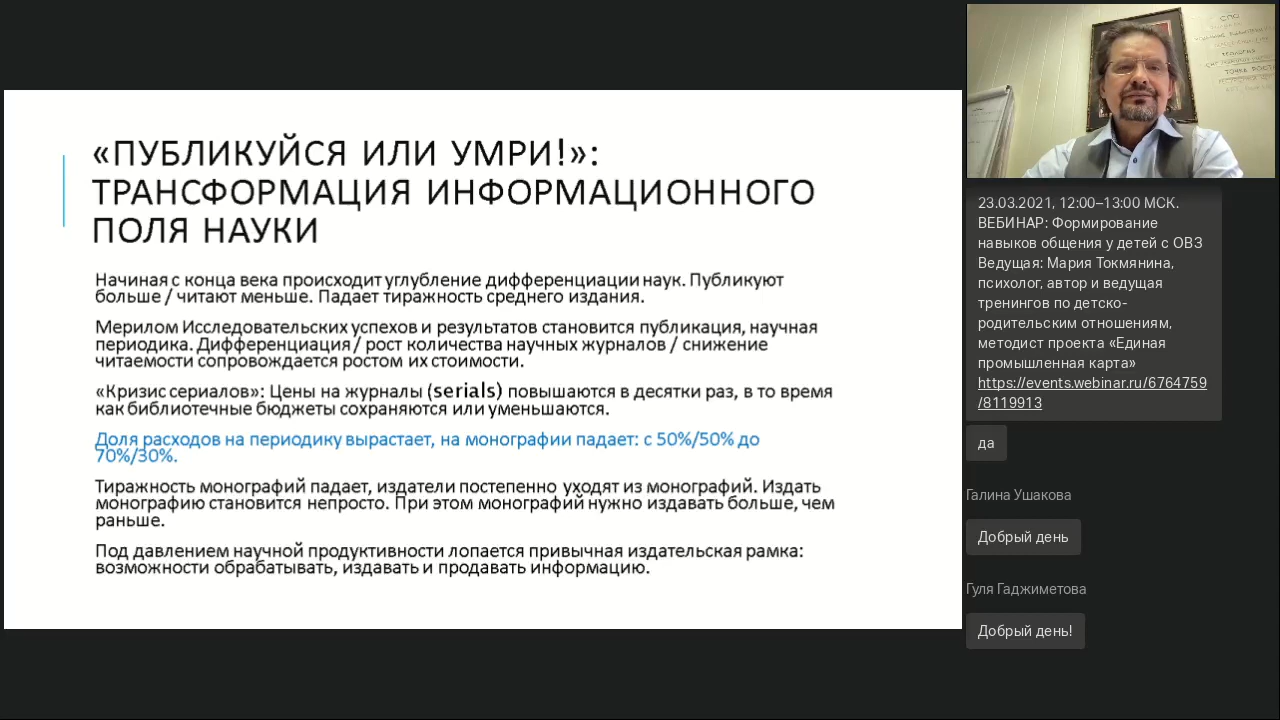 «ПУБЛИКУЙСЯ ИЛИ УМРИ!»:
ТРАНСФОРМАЦИЯ ИНФОРМАЦИОННОГО
ПОЛЯ НАУКИ
Начиная с конца века происходит углубление дифференциации наук. Публикуют
больше / читают меньше. Падает тиражность среднего издания.
Мерилом Исследовательских успехов и результатов становится публикация, научная
периодика. Дифференциация / рост количества научных журналов / снижение
читаемости сопровождается ростом их стоимости.
«Кризис сериалов»: Цены на журналы (serials) повышаются в десятки раз, в то время
как библиотечные бюджеты сохраняются или уменьшаются.
Доля расходов на периодику вырастает, на монографии падает: с 50%/50% до
70%/30%.
Тиражность монографий падает, издатели постепенно уходят из монографий. Издать
монографию становится непросто. При этом монографий нужно издавать больше, чем
раньше.
Под давлением научной продуктивности лопается привычная издательская рамка:
возможности обрабатывать, издавать и продавать информацию.
СПО
ТЕОЛОГИЯ
ТОЧКА РОСТА
23.03.2021, 12:00–13:00 МСК.
ВЕБИНАР: Формирование
навыков общения у детей с ОВЗ
Ведущая: Мария Токмянина,
психолог, автор и ведущая
тренингов по детско-
родительским отношениям,
методист проекта «Единая
промышленная карта»
https://events.webinar.ru/6764759
/8119913
да
Галина Ушакова
Добрый день
Гуля Гаджиметова
Добрый день!